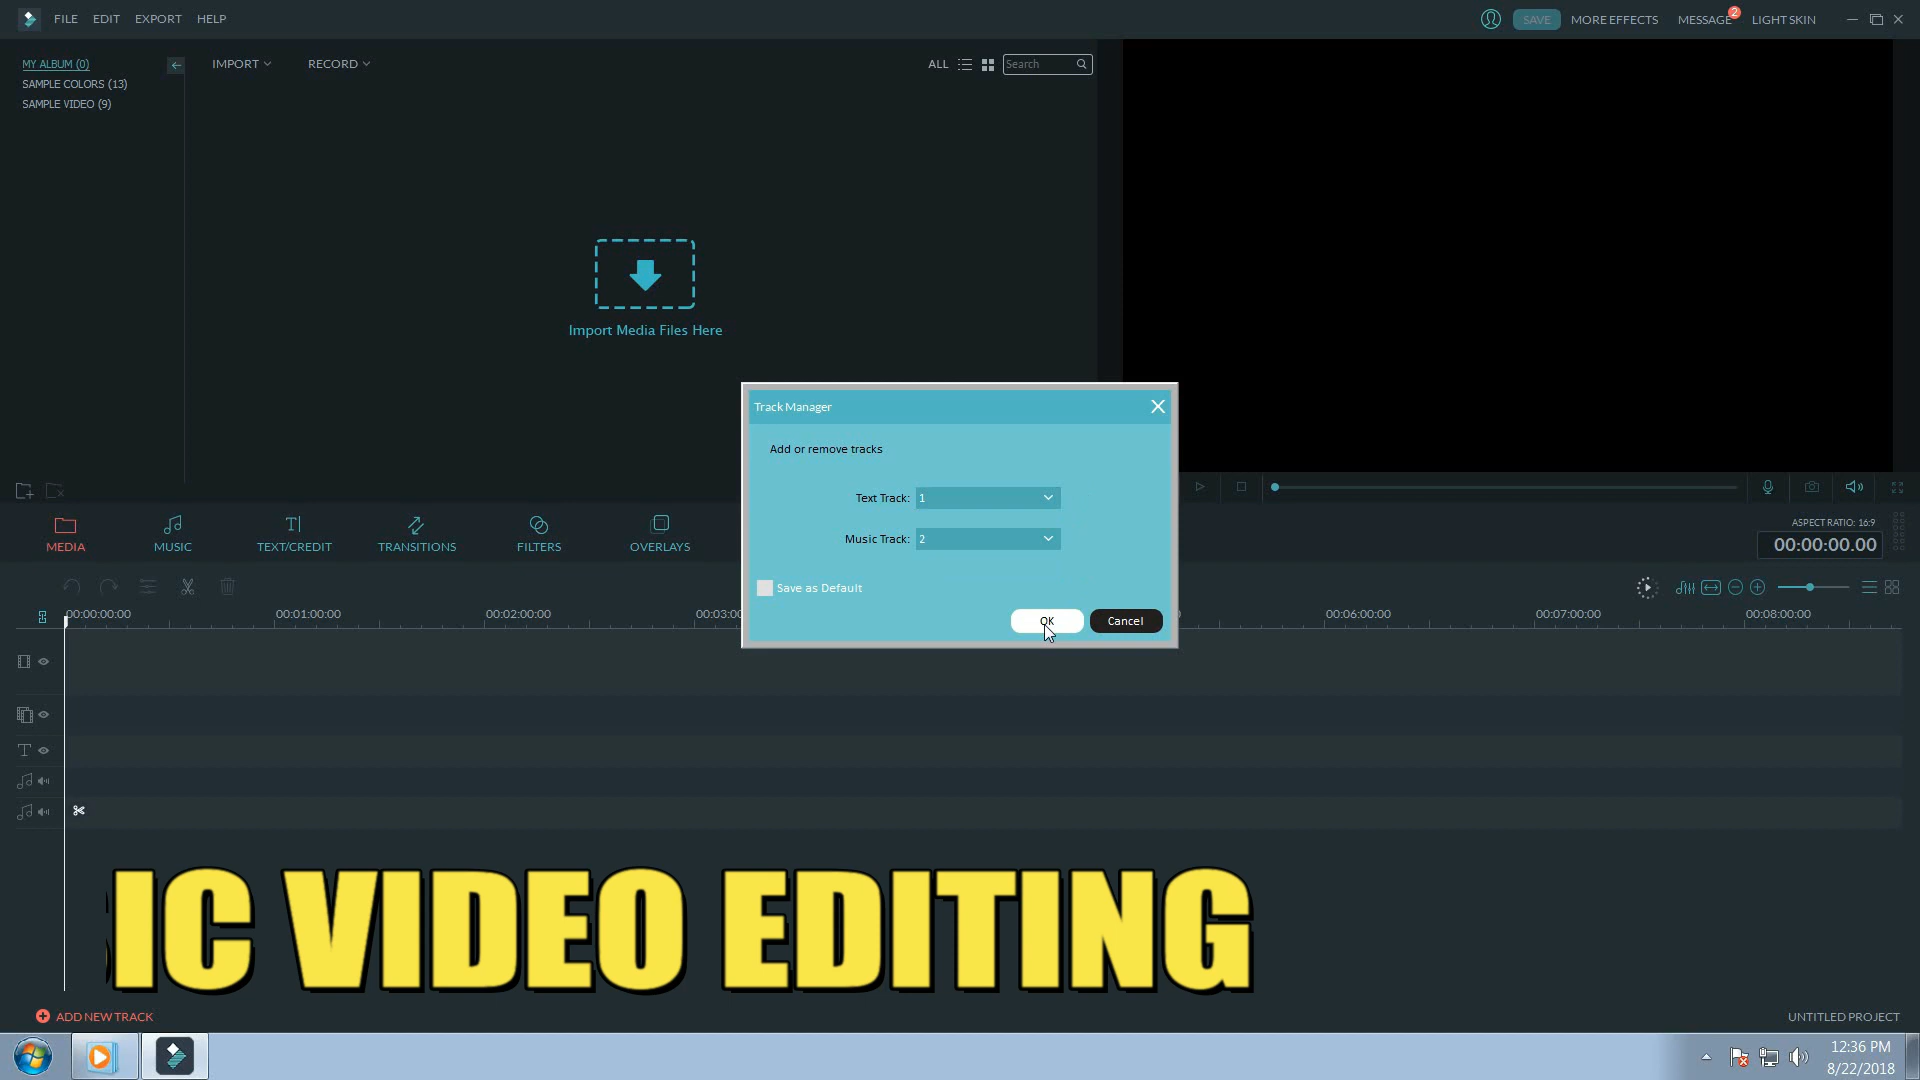 FILE EDIT EXPORT HELP
SAVE MORE EFFECTS MESSAGE 2 LIGHT SKIN
MY ALBUM (0)
SAMPLE COLORS (13)
SAMPLE VIDEO (9)
IMPORT RECORD
ALL Search
Import Media Files Here
Track Manager
Add or remove tracks
Text Track: 1
Music Track: 2
Save as Default
OK Cancel
MEDIA MUSIC TEXT/CREDIT TRANSITIONS FILTERS OVERLAYS
ASPECT RATIO: 16:9
00:00:00.00
00:00:00:00 00:01:00:00 00:02:00:00 00:03 00:06:00:00 00:07:00:00 00:08:00:00
IC VIDEO EDITING
ADD NEW TRACK
UNTITLED PROJECT
12:36 PM
8/22/2018